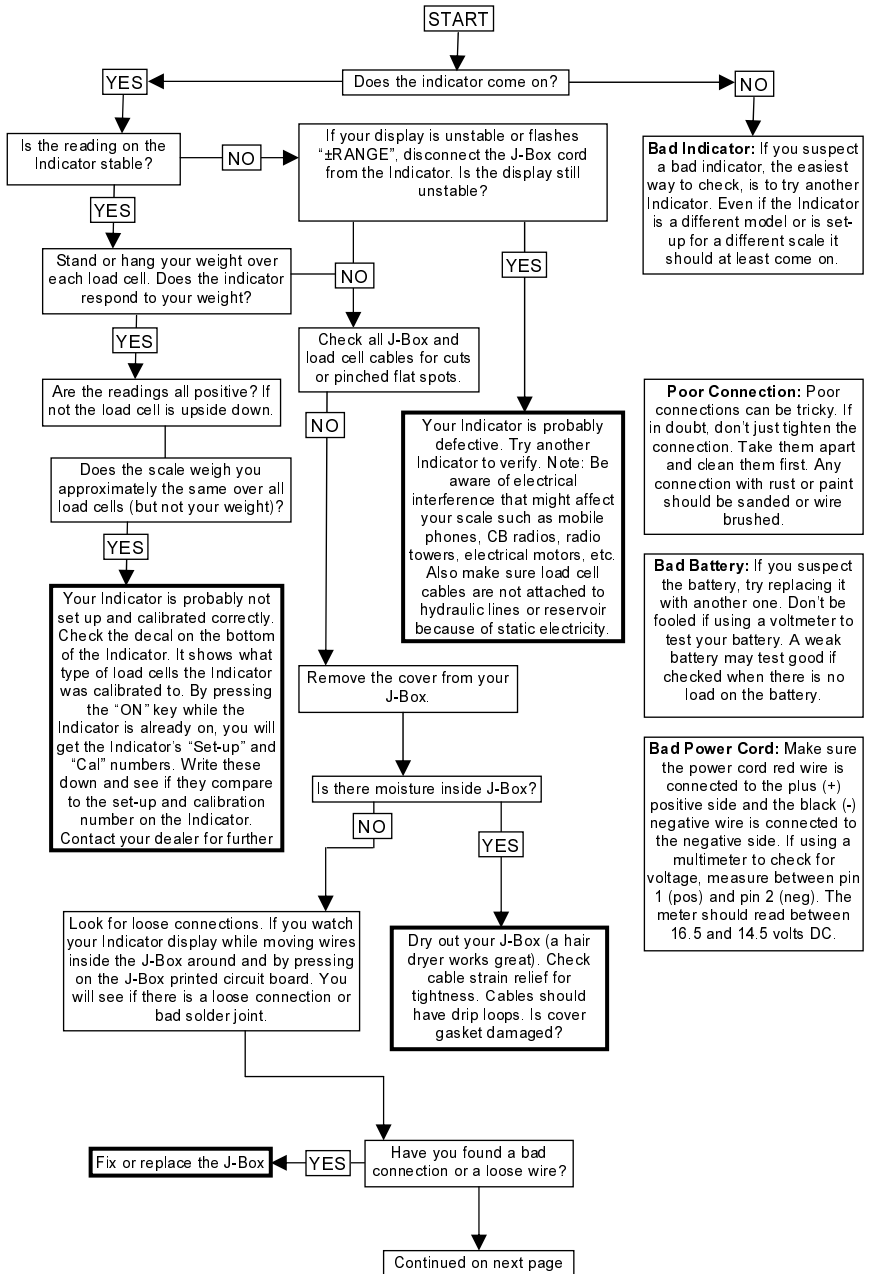 START
Does the indicator come on?
YES
NO
Is the reading on the
Indicator stable?
NO
If your display is unstable or flashes
“±RANGE”, disconnect the J-Box cord
from the Indicator. Is the display still
unstable?
Bad Indicator: If you suspect
a bad indicator, the easiest
way to check, is to try another
Indicator. Even if the Indicator
is a different model or is set-
up for a different scale it
should at least come on.
YES
Stand or hang your weight over
each load cell. Does the indicator
respond to your weight?
NO
YES
YES
Check all J-Box and
load cell cables for cuts
or pinched flat spots.
Are the readings all positive? If
not the load cell is upside down.
NO
Your Indicator is probably
defective. Try another
Indicator to verify. Note: Be
aware of electrical
interference that might affect
your scale such as mobile
phones, CB radios, radio
towers, electrical motors, etc.
Also make sure load cell
cables are not attached to
hydraulic lines or reservoir
because of static electricity.
Poor Connection: Poor
connections can be tricky. If
in doubt, don’t just tighten the
connection. Take them apart
and clean them first. Any
connection with rust or paint
should be sanded or wire
brushed.
Does the scale weigh you
approximately the same over all
load cells (but not your weight)?
YES
Your Indicator is probably not
set up and calibrated correctly.
Check the decal on the bottom
of the Indicator. It shows what
type of load cells the Indicator
was calibrated to. By pressing
the “ON” key while the
Indicator is already on, you will
get the Indicator’s “Set-up” and
“Cal” numbers. Write these
down and see if they compare
to the set-up and calibration
number on the Indicator.
Contact your dealer for further
Bad Battery: If you suspect
the battery, try replacing it
with another one. Don’t be
fooled if using a voltmeter to
test your battery. A weak
battery may test good if
checked when there is no
load on the battery.
Remove the cover from your
J-Box.
Bad Power Cord: Make sure
the power cord red wire is
connected to the plus (+)
positive side and the black (-)
negative wire is connected to
the negative side. If using a
multimeter to check for
voltage, measure between pin
1 (pos) and pin 2 (neg). The
meter should read between
16.5 and 14.5 volts DC.
Is there moisture inside J-Box?
NO
YES
Look for loose connections. If you watch
your Indicator display while moving wires
inside the J-Box around and by pressing
on the J-Box printed circuit board. You
will see if there is a loose connection or
bad solder joint.
Dry out your J-Box (a hair
dryer works great). Check
cable strain relief for
tightness. Cables should
have drip loops. Is cover
gasket damaged?
Have you found a bad
connection or a loose wire?
YES
Fix or replace the J-Box
Continued on next page